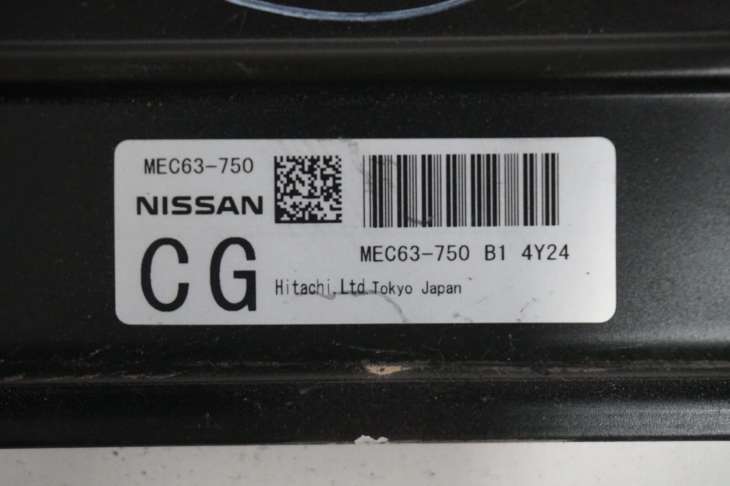 MEC63-750
NISSAN
CG
MEC63-750 B1 4Y24
Hitachi,Ltd Tokyo Japan